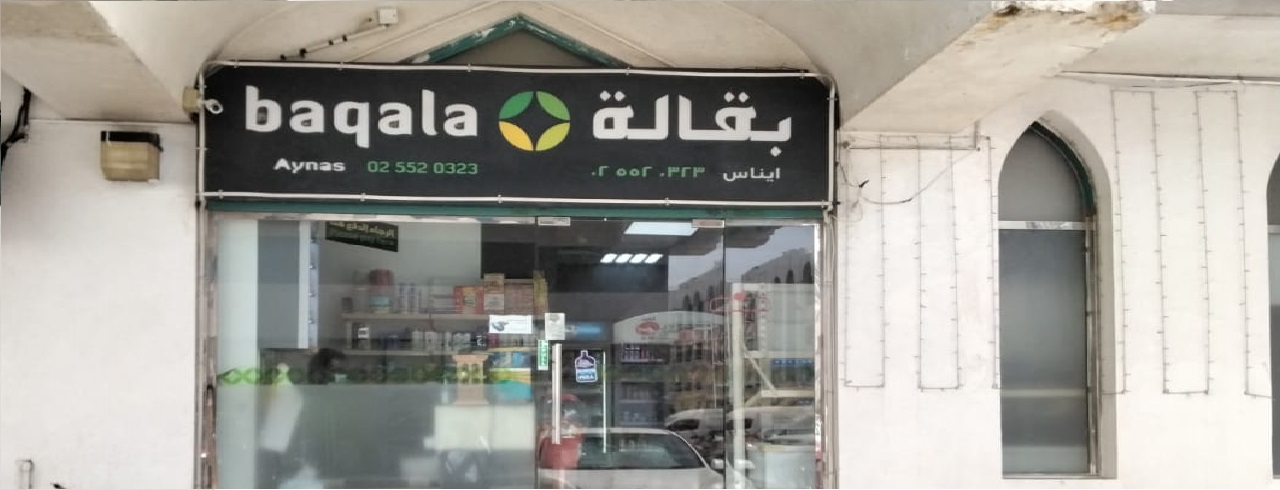 baqala بقالة
Aynas 02 552 0323 ٠٢ ٥٥٢ ٠٣٢٣ ايناس